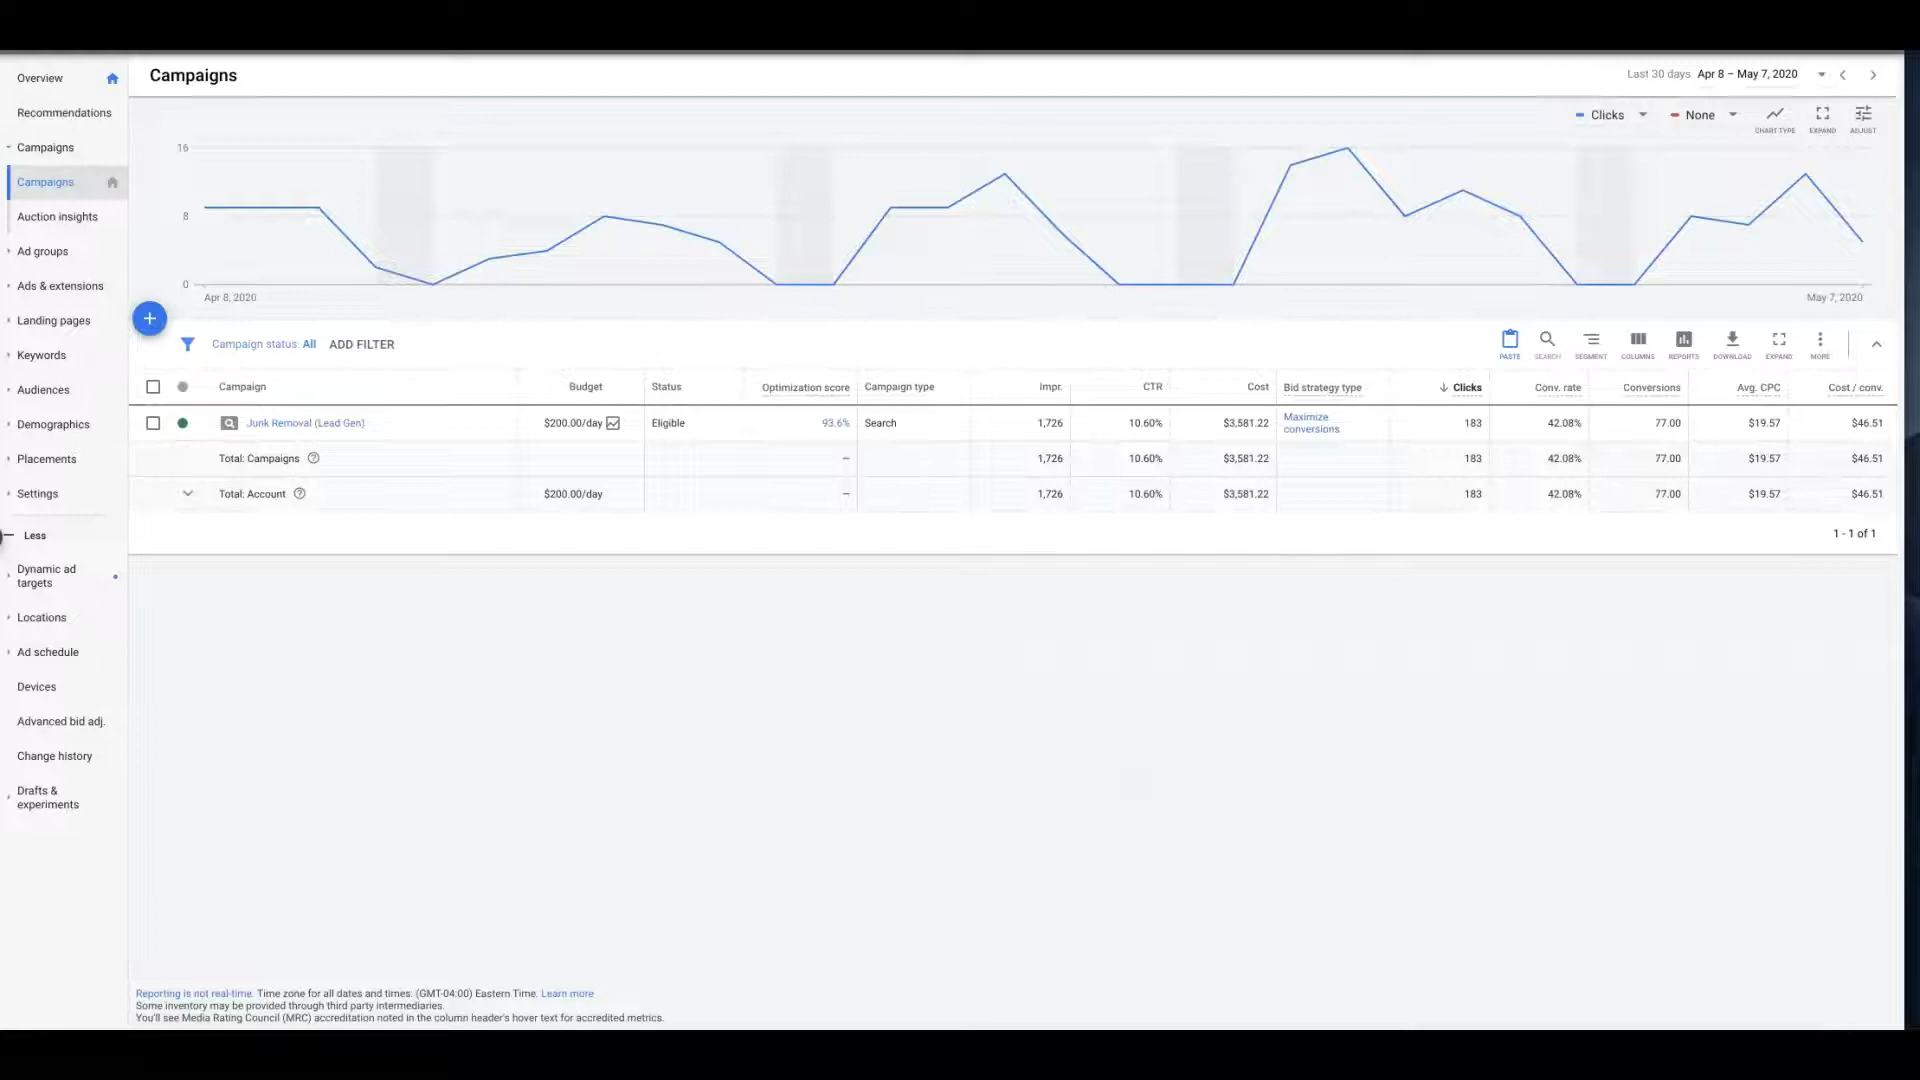 Campaigns
Last 30 days Apr 8 – May 7, 2020
Overview
Recommendations
Campaigns
Campaigns
Auction insights
Ad groups
Ads & extensions
Landing pages
Keywords
Audiences
Demographics
Placements
Settings
Less
Dynamic ad
targets
Locations
Ad schedule
Devices
Advanced bid adj.
Change history
Drafts &
experiments
Clicks None
CHART TYPE EXPAND ADJUST
16
8
0
Apr 8, 2020 May 7, 2020
Campaign status: All ADD FILTER
PASTE SEARCH SEGMENT COLUMNS REPORTS DOWNLOAD EXPAND MORE
Campaign Budget Status Optimization score Campaign type Impr. CTR Cost Bid strategy type Clicks Conv. rate Conversions Avg. CPC Cost / conv.
Junk Removal (Lead Gen) $200.00/day Eligible 93.6% Search 1,726 10.60% $3,581.22 Maximize conversions 183 42.08% 77.00 $19.57 $46.51
Total: Campaigns – 1,726 10.60% $3,581.22 183 42.08% 77.00 $19.57 $46.51
Total: Account $200.00/day – 1,726 10.60% $3,581.22 183 42.08% 77.00 $19.57 $46.51
1 - 1 of 1
Reporting is not real-time. Time zone for all dates and times: (GMT-04:00) Eastern Time. Learn more
Some inventory may be provided through third party intermediaries.
You'll see Media Rating Council (MRC) accreditation noted in the column header's hover text for accredited metrics.